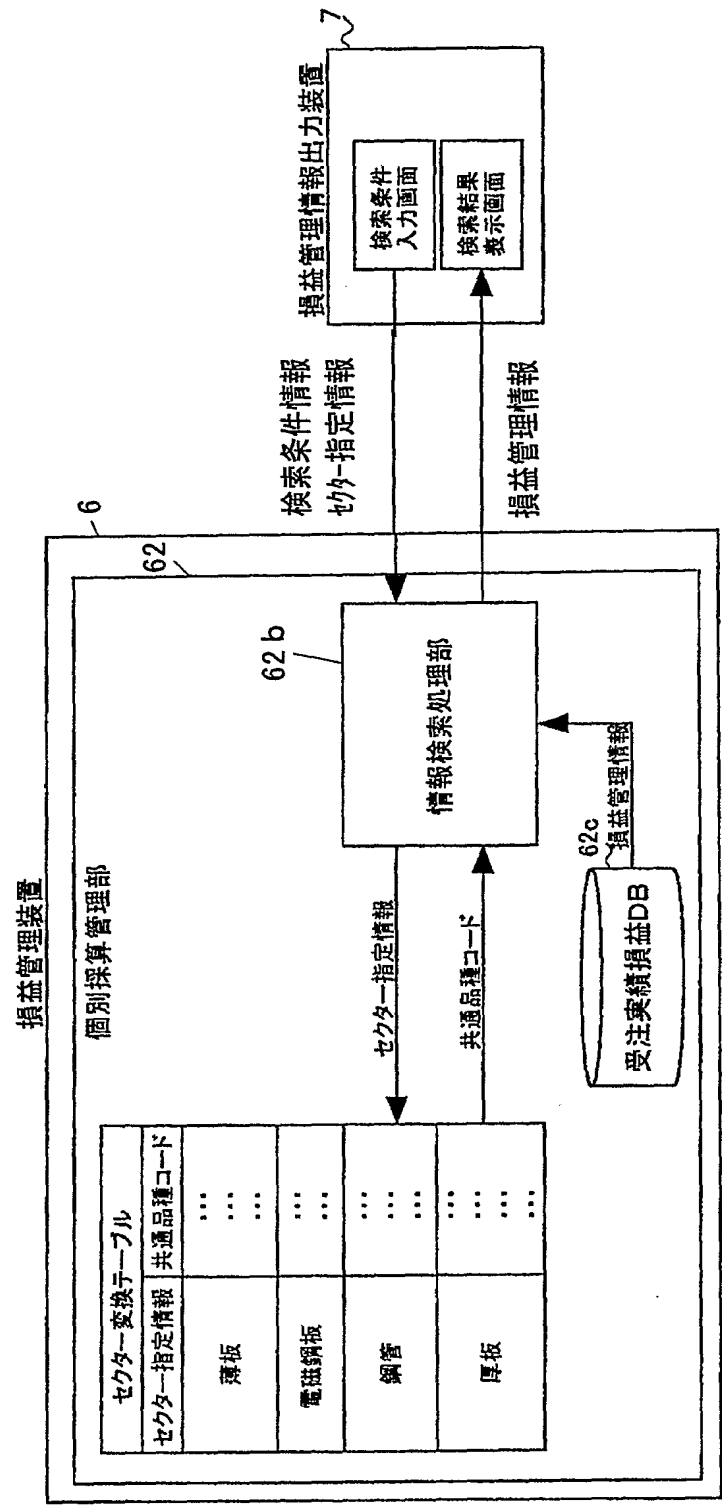 損益管理装置
6
個別採算管理部
62
セクター変換テーブル
セクター指定情報
共通品種コード
薄板
…
…
…
電磁鋼板
…
…
鋼管
…
…
…
厚板
…
…
…
…
セクター指定情報
共通品種コード
62b
情報検索処理部
62c
損益管理情報
受注実績損益DB
検索条件情報
セクター指定情報
損益管理情報
損益管理情報出力装置
7
検索条件
入力画面
検索結果
表示画面